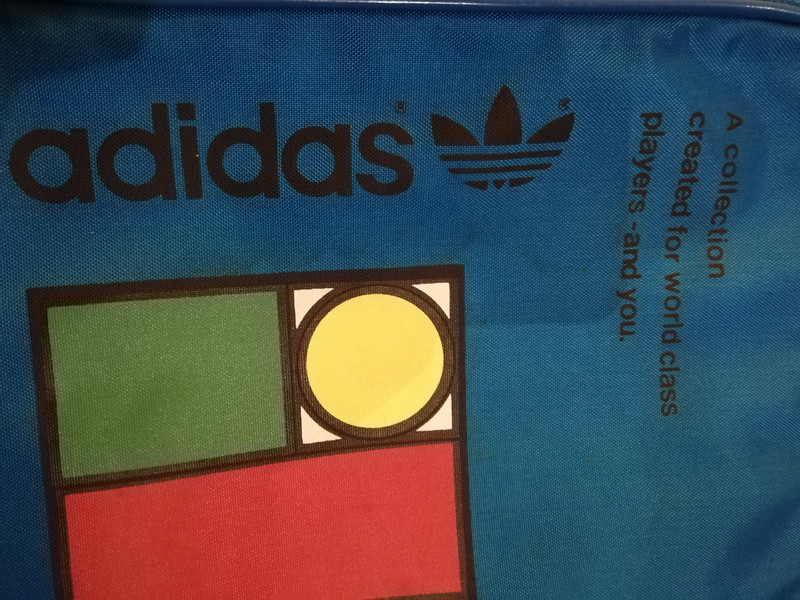 adidas®
®
A collection
created for world class
players - and you.